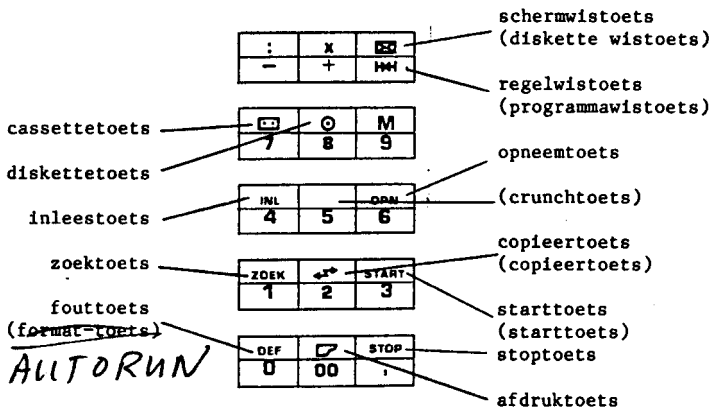 schermwistoets
(diskette wistoets)
: x
- +
regelwistoets
(programmawistoets)
cassettetoets
M
7 8 9
diskettetoets
opneemtoets
INL OPN
4 5 6
(crunchtoets)
inleestoets
copieertoets
(copieertoets)
zoektoets
ZOEK START
1 2 3
fouttoets
(format-toets)
starttoets
(starttoets)
AUTORUN
DEF STOP
0 00 ,
stoptoets
afdruktoets